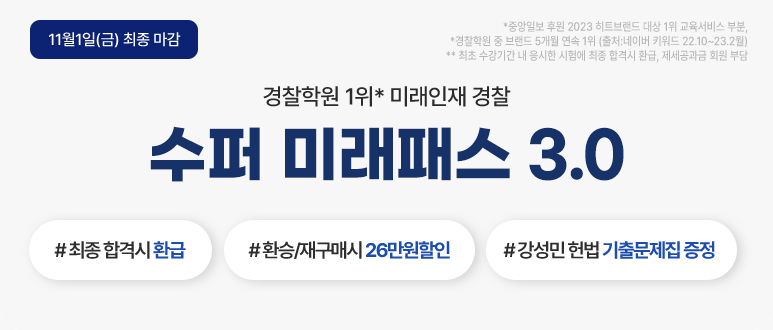 11월1일(금) 최종 마감
*중앙일보 후원 2023 히트브랜드 대상 1위 교육서비스 부분,
*경찰학원 중 브랜드 5개월 연속 1위 (출처:네이버 키워드 22.10~23.2월)
** 최초 수강기간 내 응시한 시험에 최종 합격시 환급, 제세공과금 회원 부담
경찰학원 1위* 미래인재 경찰
수퍼 미래패스 3.0
# 최종 합격시 환급
# 환승/재구매시 26만원할인
# 강성민 헌법 기출문제집 증정